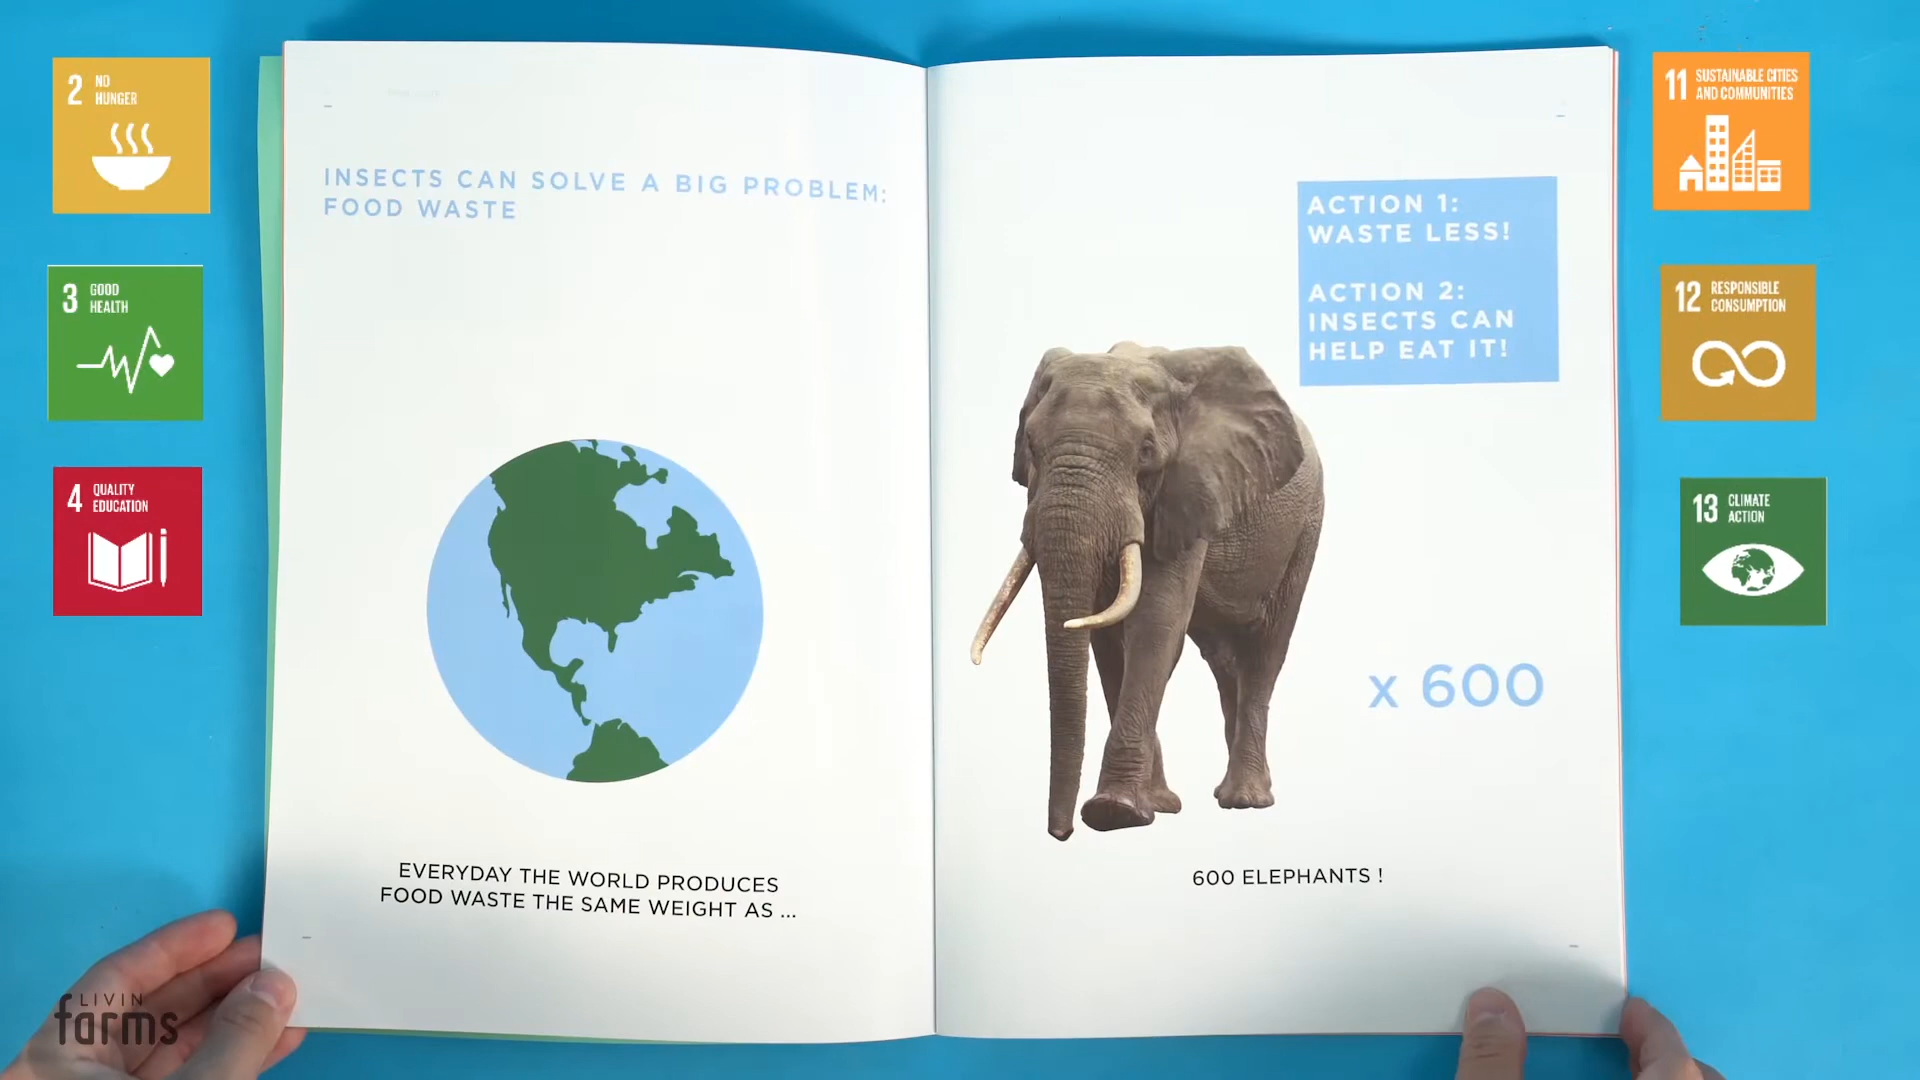 2 NO
HUNGER
3 GOOD
HEALTH
4 QUALITY
EDUCATION
INSECTS CAN SOLVE A BIG PROBLEM:
FOOD WASTE
EVERYDAY THE WORLD PRODUCES
FOOD WASTE THE SAME WEIGHT AS ...
ACTION 1:
WASTE LESS!
ACTION 2:
INSECTS CAN
HELP EAT IT!
x 600
600 ELEPHANTS !
11 SUSTAINABLE CITIES
AND COMMUNITIES
12 RESPONSIBLE
CONSUMPTION
13 CLIMATE
ACTION
LIVIN
farms